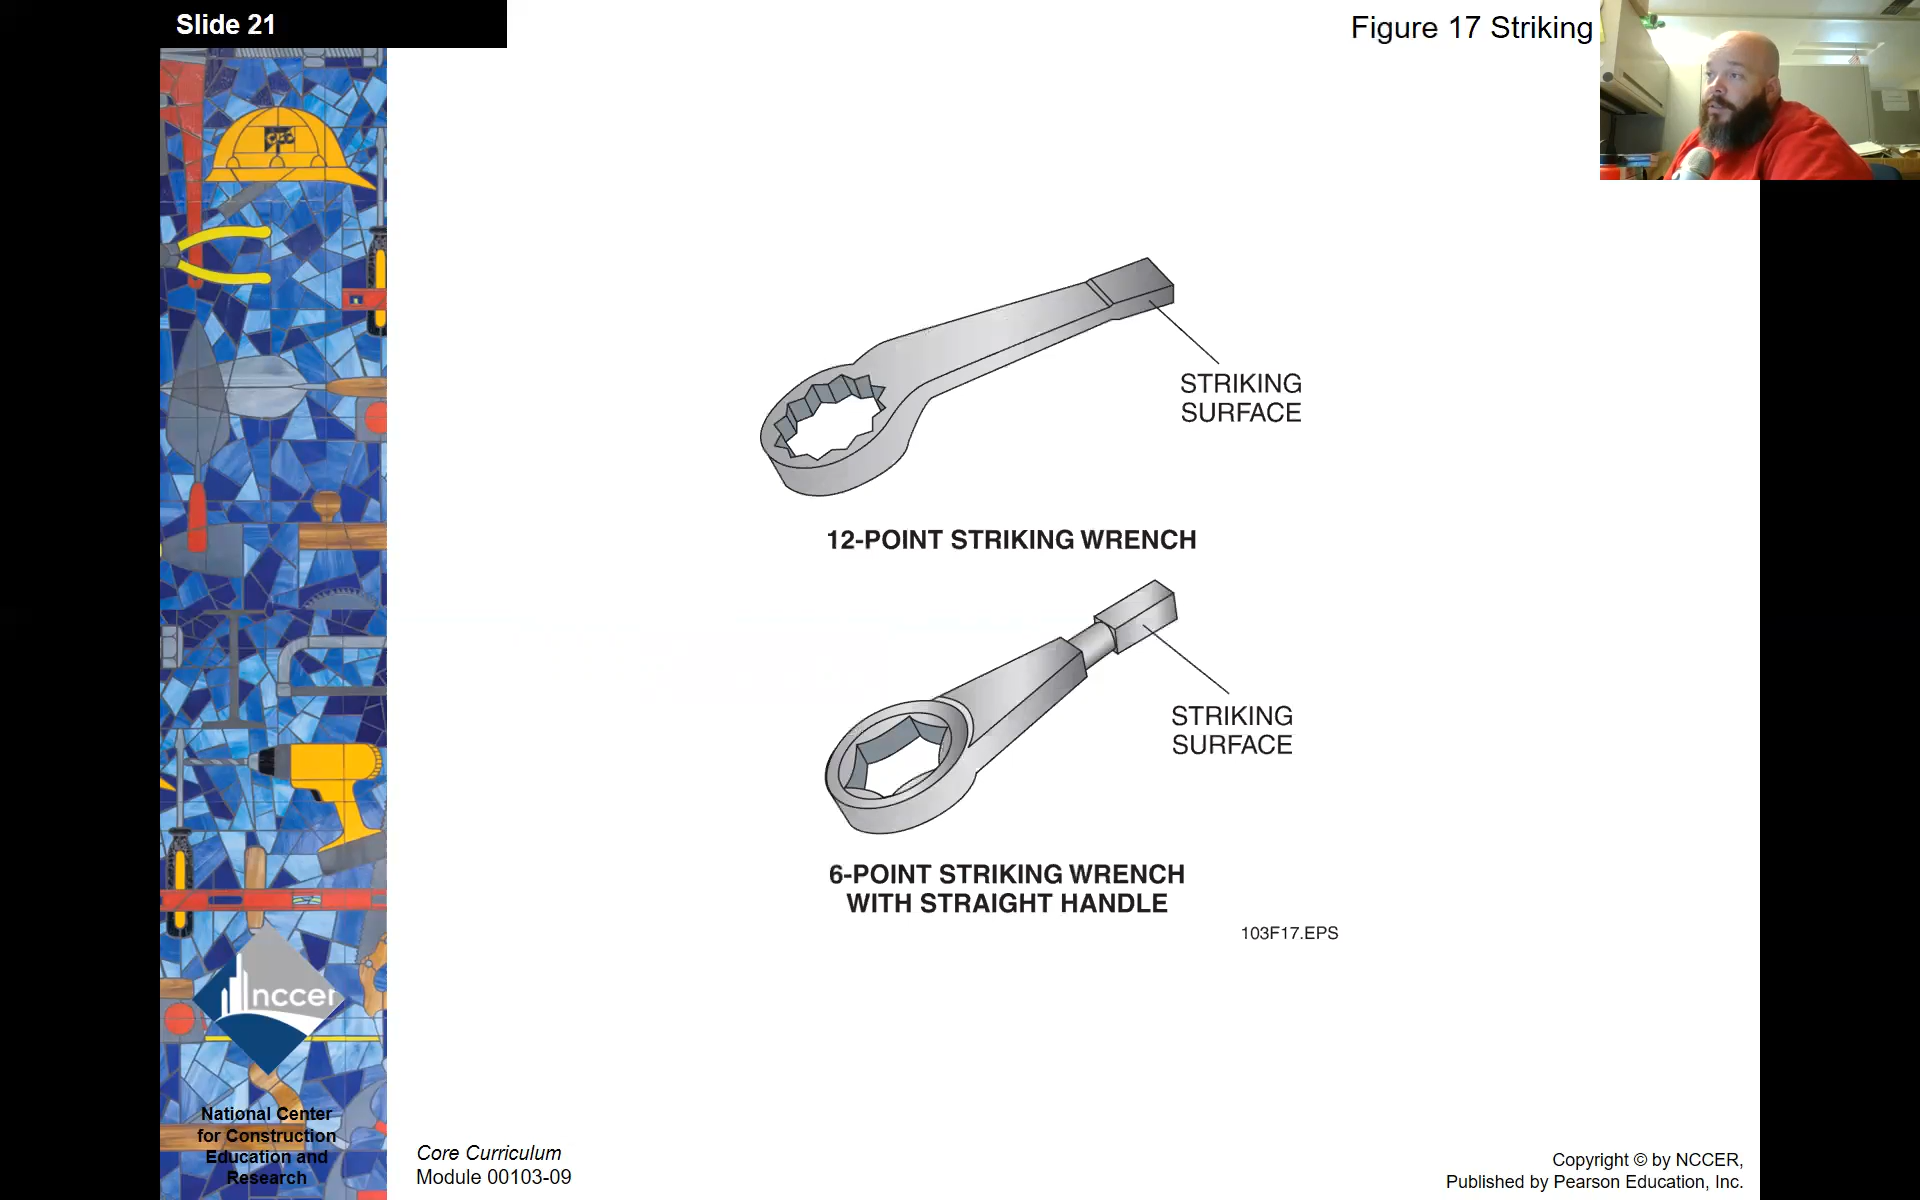 Slide 21
Figure 17 Striking
STRIKING
SURFACE
12-POINT STRIKING WRENCH
STRIKING
SURFACE
6-POINT STRIKING WRENCH
WITH STRAIGHT HANDLE
103F17.EPS
nccer
National Center
for Construction
Education and
Research
Core Curriculum
Module 00103-09
Copyright © by NCCER,
Published by Pearson Education, Inc.